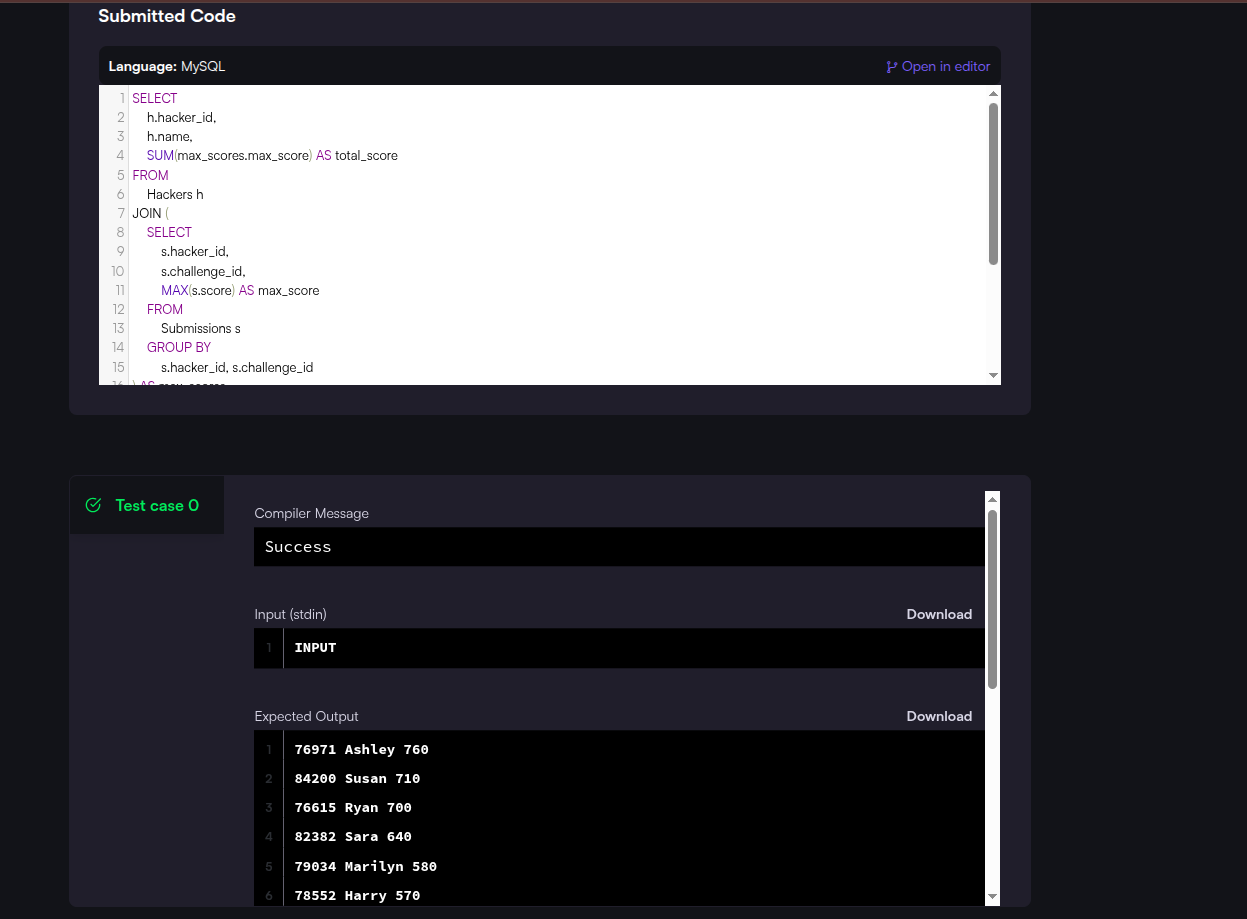 Submitted Code
Language: MySQL
Open in editor
1 SELECT
2 h.hacker_id,
3 h.name,
4 SUM(max_scores.max_score) AS total_score
5 FROM
6 Hackers h
7 JOIN (
8 SELECT
9 s.hacker_id,
10 s.challenge_id,
11 MAX(s.score) AS max_score
12 FROM
13 Submissions s
14 GROUP BY
15 s.hacker_id, s.challenge_id
16 ) AS max_scores
Test case 0
Compiler Message
Success
Input (stdin)
Download
1 INPUT
Expected Output
Download
1 76971 Ashley 760
2 84200 Susan 710
3 76615 Ryan 700
4 82382 Sara 640
5 79034 Marilyn 580
6 78552 Harry 570